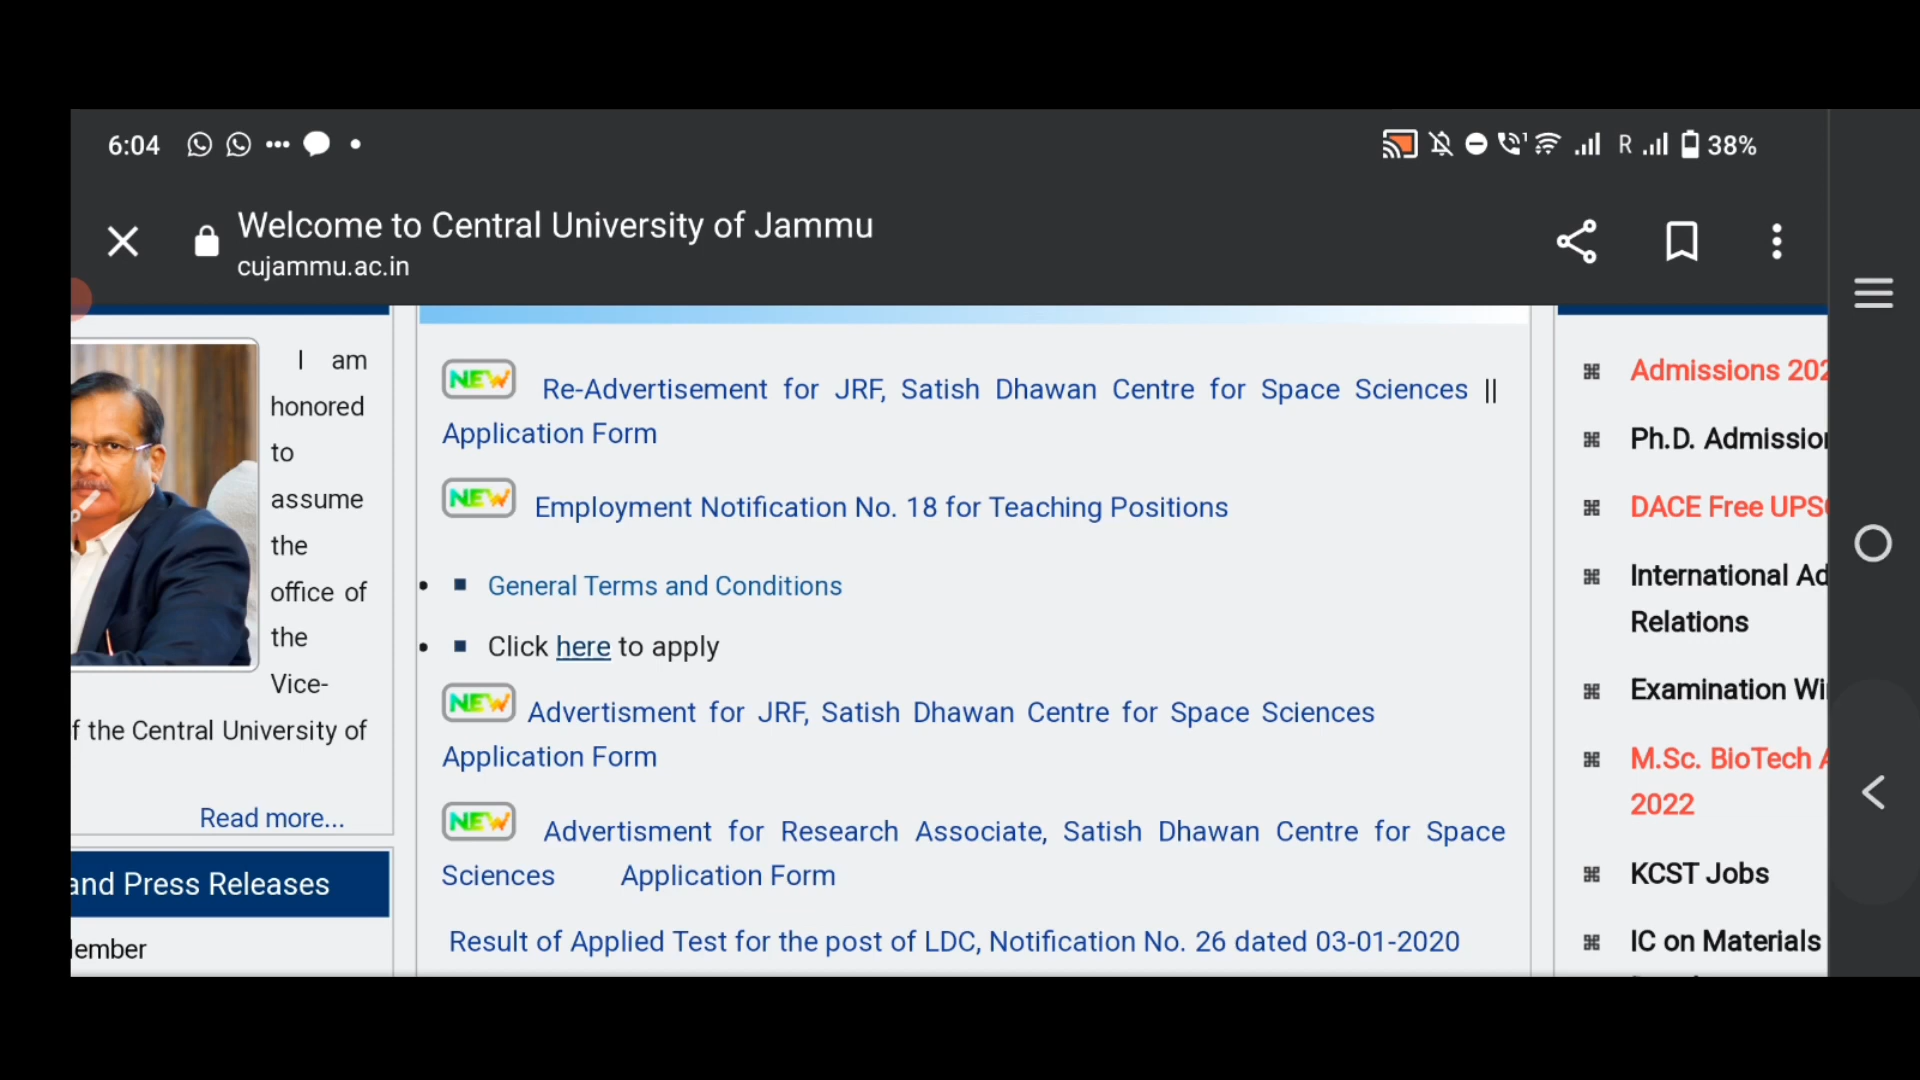 6:04
R
38%
Welcome to Central University of Jammu
cujammu.ac.in
I am
honored
to
assume
the
office of
the
Vice-
f the Central University of
Read more...
and Press Releases
ember
NEW Re-Advertisement for JRF, Satish Dhawan Centre for Space Sciences ||
Application Form
NEW Employment Notification No. 18 for Teaching Positions
General Terms and Conditions
Click here to apply
NEW Advertisment for JRF, Satish Dhawan Centre for Space Sciences
Application Form
NEW Advertisment for Research Associate, Satish Dhawan Centre for Space
Sciences Application Form
Result of Applied Test for the post of LDC, Notification No. 26 dated 03-01-2020
Admissions 202
Ph.D. Admission
DACE Free UPSC
International Ad
Relations
Examination Wi
M.Sc. BioTech A
2022
KCST Jobs
IC on Materials